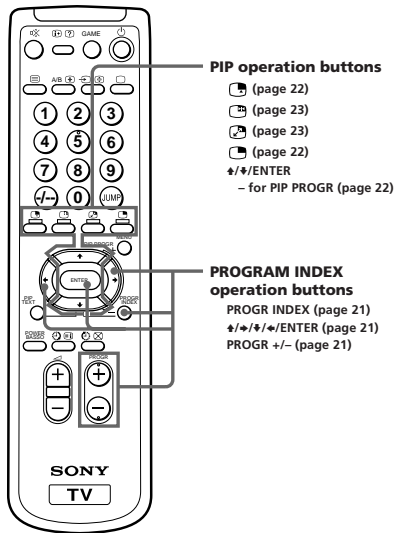 GAME
A/B
1 2 3
4 5 6
7 8 9
-/-- 0 JUMP
PIP PROGR
MENU
ENTER
PIP TEXT
PROGR INDEX
POWER BASSO
PROGR
+ +
– –
SONY
TV
PIP operation buttons
(page 22)
(page 23)
(page 23)
(page 22)
↑/↓/ENTER
– for PIP PROGR (page 22)
PROGRAM INDEX
operation buttons
PROGR INDEX (page 21)
↑/→/↓/←/ENTER (page 21)
PROGR +/– (page 21)